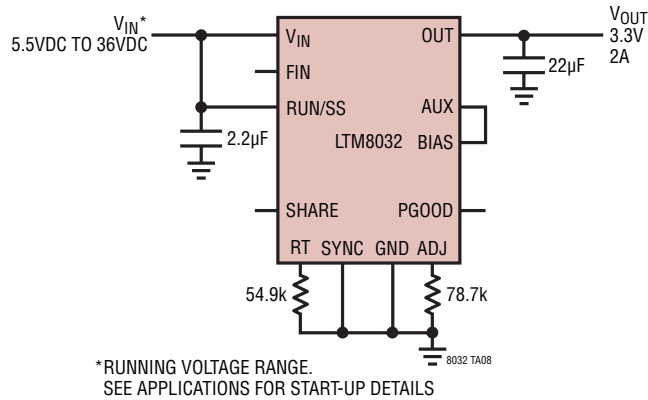 VIN*
5.5VDC TO 36VDC
VIN
FIN
RUN/SS
2.2µF
SHARE
OUT
AUX
LTM8032
BIAS
PGOOD
RT
SYNC
GND
ADJ
VOUT
3.3V
2A
22µF
54.9k
78.7k
8032 TA08
*RUNNING VOLTAGE RANGE.
SEE APPLICATIONS FOR START-UP DETAILS